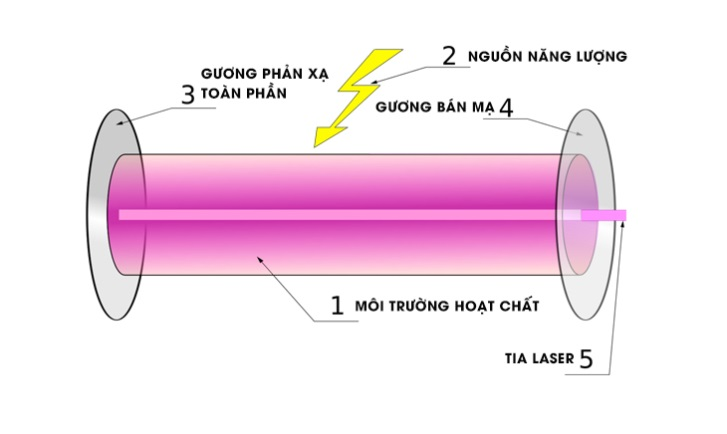 2 NGUỒN NĂNG LƯỢNG
GƯƠNG PHẢN XẠ
3 TOÀN PHẦN
GƯƠNG BÁN MẠ 4
1 MÔI TRƯỜNG HOẠT CHẤT
TIA LASER 5